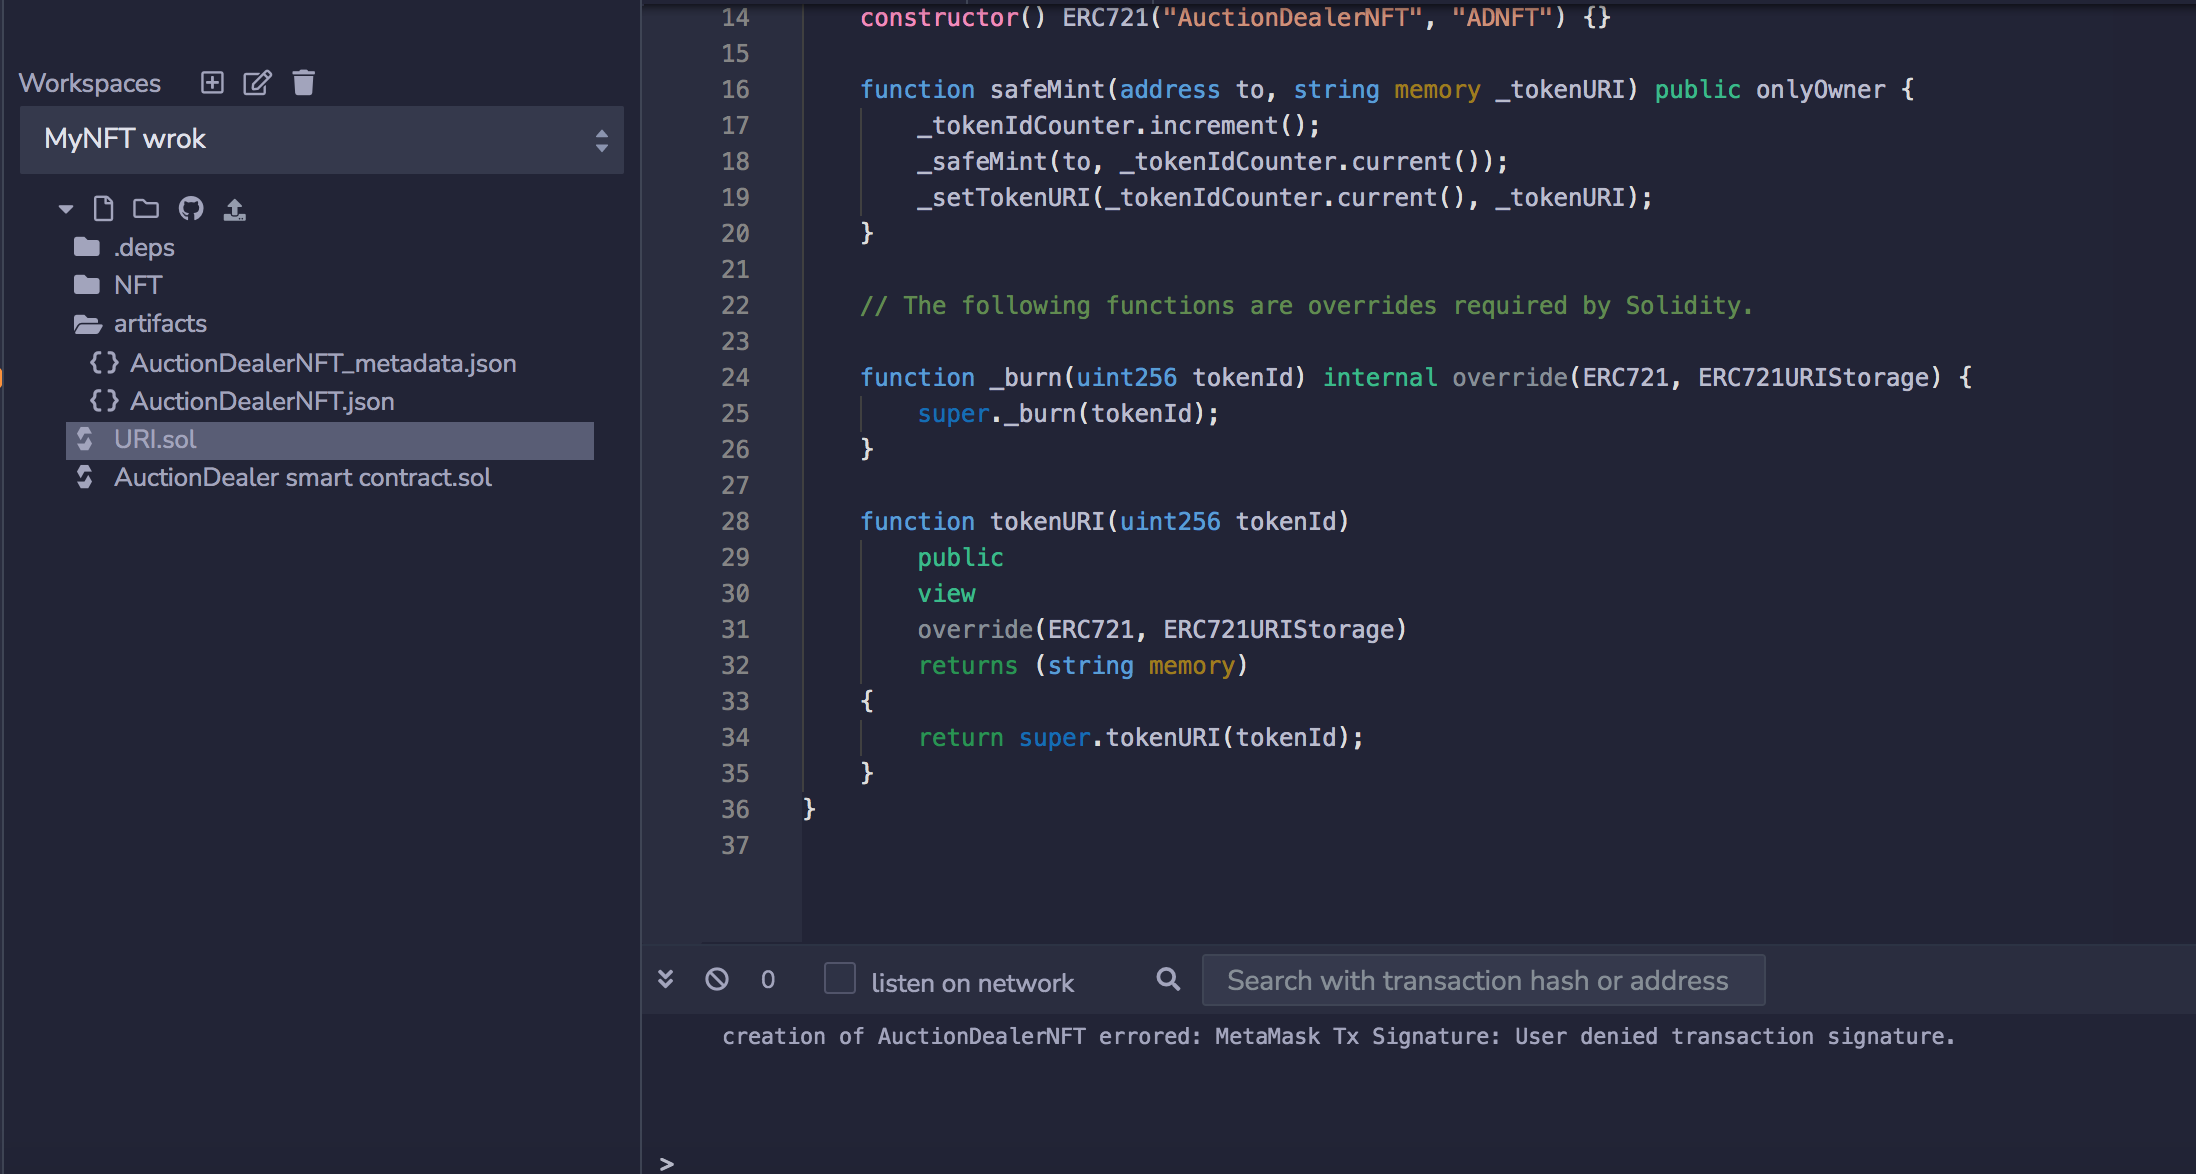 Workspaces
MyNFT wrok
.deps
NFT
artifacts
AuctionDealerNFT_metadata.json
AuctionDealerNFT.json
URI.sol
AuctionDealer smart contract.sol
14 constructor() ERC721("AuctionDealerNFT", "ADNFT") {}
15
16 function safeMint(address to, string memory _tokenURI) public onlyOwner {
17 _tokenIdCounter.increment();
18 _safeMint(to, _tokenIdCounter.current());
19 _setTokenURI(_tokenIdCounter.current(), _tokenURI);
20 }
21
22 // The following functions are overrides required by Solidity.
23
24 function _burn(uint256 tokenId) internal override(ERC721, ERC721URIStorage) {
25 super._burn(tokenId);
26 }
27
28 function tokenURI(uint256 tokenId)
29 public
30 view
31 override(ERC721, ERC721URIStorage)
32 returns (string memory)
33 {
34 return super.tokenURI(tokenId);
35 }
36 }
37
0 listen on network Search with transaction hash or address
creation of AuctionDealerNFT errored: MetaMask Tx Signature: User denied transaction signature.
>